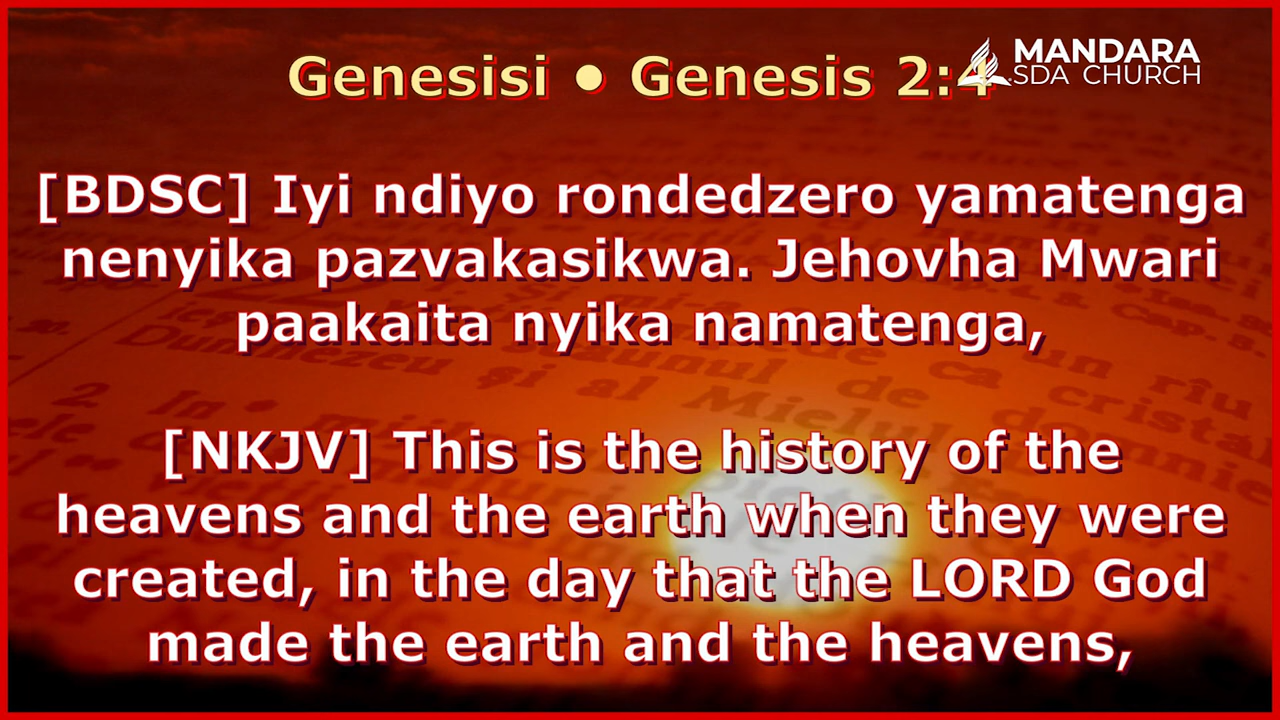 Genesisi • Genesis 2:4
MANDARA
SDA CHURCH
[BDSC] Iyi ndiyo rondedzero yamatenga
nenyika pazvakasikwa. Jehovha Mwari
paakaita nyika namatenga,
[NKJV] This is the history of the
heavens and the earth when they were
created, in the day that the LORD God
made the earth and the heavens,